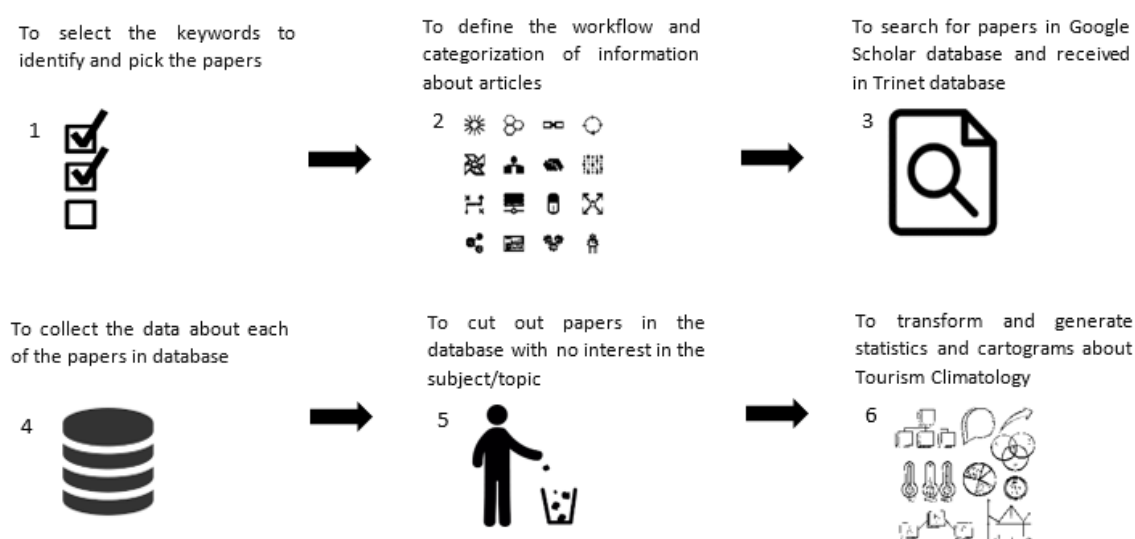 To select the keywords to
identify and pick the papers
1
To define the workflow and
categorization of information
about articles
2
To search for papers in Google
Scholar database and received
in Trinet database
3
To collect the data about each
of the papers in database
4
To cut out papers in the
database with no interest in the
subject/topic
5
To transform and generate
statistics and cartograms about
Tourism Climatology
6